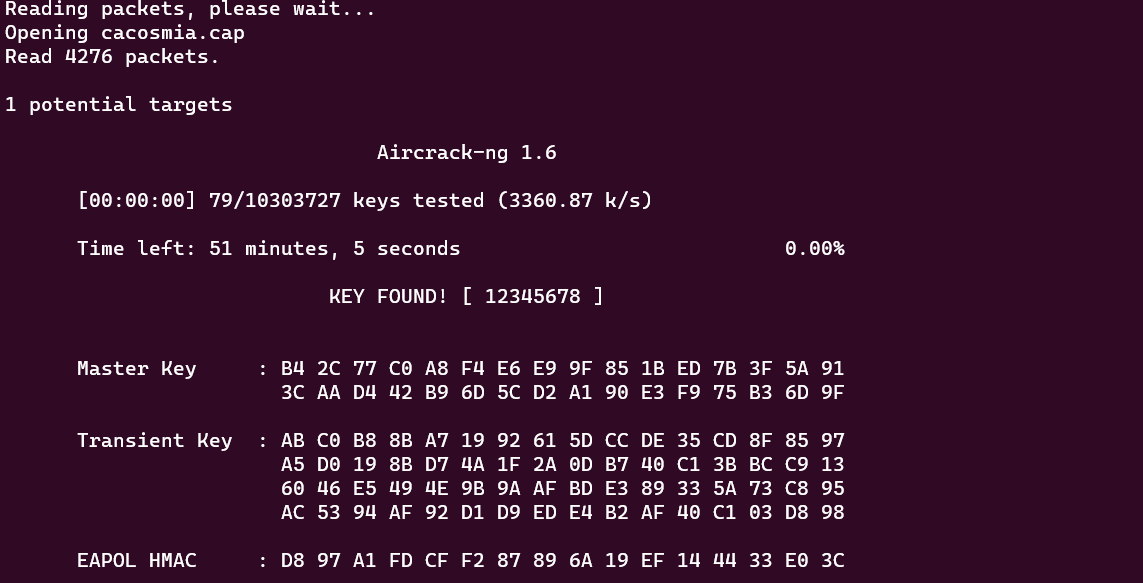 Reading packets, please wait...
Opening cacosmia.cap
Read 4276 packets.
1 potential targets
Aircrack-ng 1.6
[00:00:00] 79/10303727 keys tested (3360.87 k/s)
Time left: 51 minutes, 5 seconds 0.00%
KEY FOUND! [ 12345678 ]
Master Key : B4 2C 77 C0 A8 F4 E6 E9 9F 85 1B ED 7B 3F 5A 91
3C AA D4 42 B9 6D 5C D2 A1 90 E3 F9 75 B3 6D 9F
Transient Key : AB C0 B8 8B A7 19 92 61 5D CC DE 35 CD 8F 85 97
A5 D0 19 8B D7 4A 1F 2A 0D B7 40 C1 3B BC C9 13
60 46 E5 49 4E 9B 9A AF BD E3 89 33 5A 73 C8 95
AC 53 94 AF 92 D1 D9 ED E4 B2 AF 40 C1 03 D8 98
EAPOL HMAC : D8 97 A1 FD CF F2 87 89 6A 19 EF 14 44 33 E0 3C